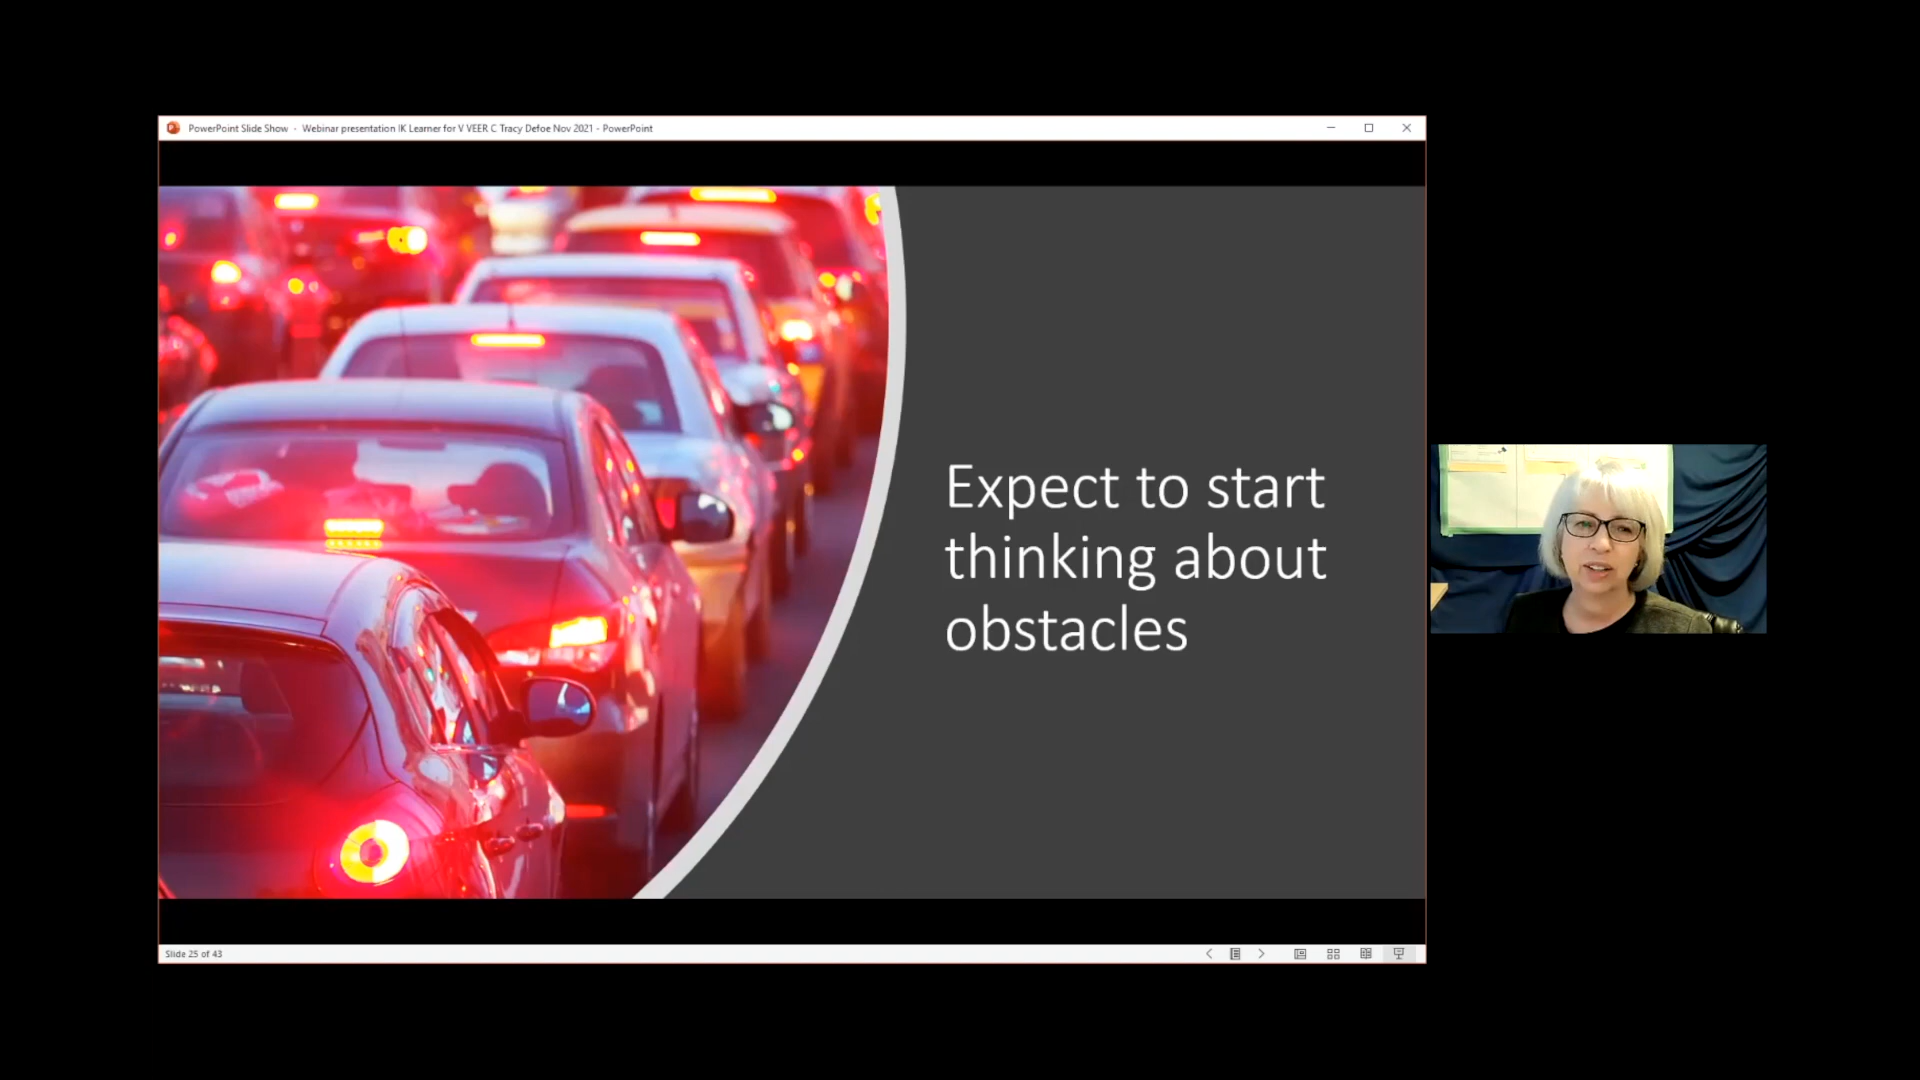 PowerPoint Slide Show - Webinar presentation IK Learner for V VEER C Tracy Defoe Nov 2021 - PowerPoint
Expect to start
thinking about
obstacles
Slide 25 of 43